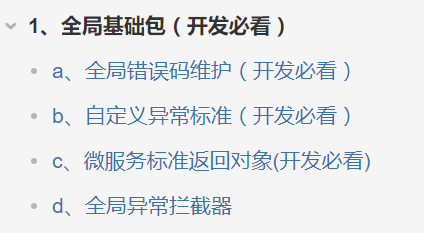 1、全局基础包（开发必看）
a、全局错误码维护（开发必看）
b、自定义异常标准（开发必看）
c、微服务标准返回对象(开发必看)
d、全局异常拦截器